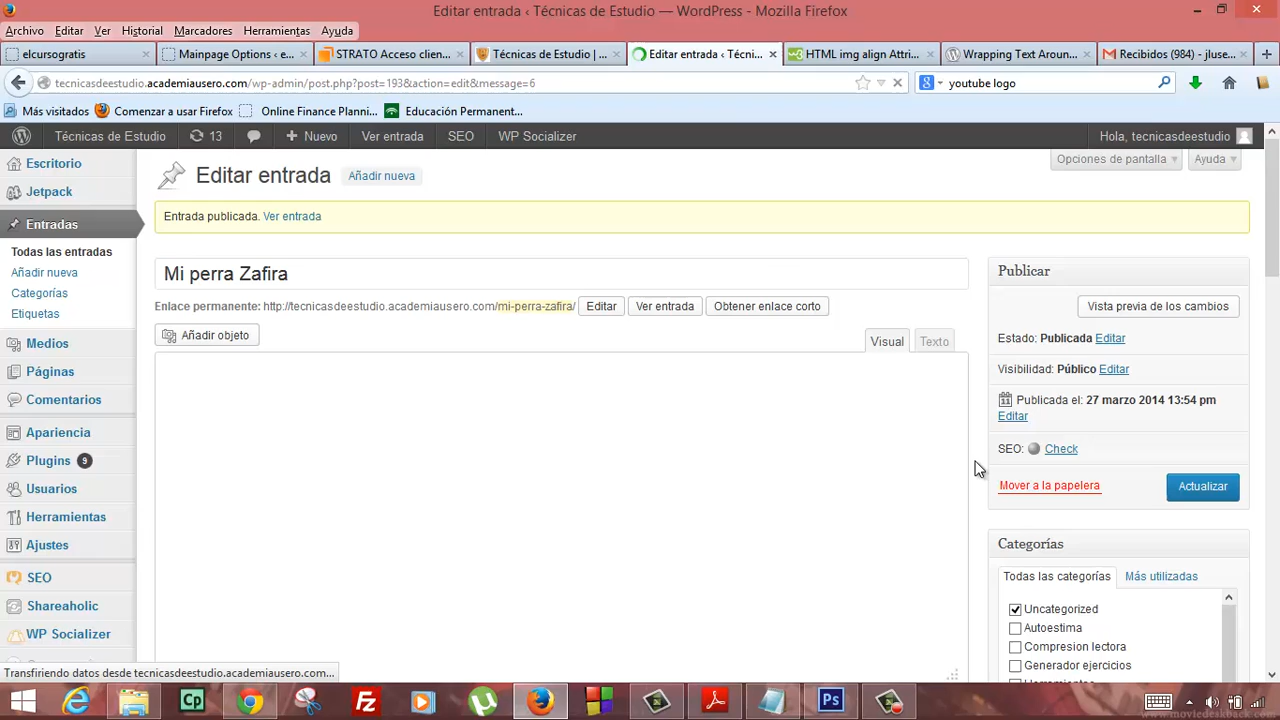 Editar entrada ‹ Técnicas de Estudio — WordPress - Mozilla Firefox
Archivo Editar Ver Historial Marcadores Herramientas Ayuda
elcursogratis
Mainpage Options ‹ e...
STRATO Acceso clien...
Técnicas de Estudio | ...
Editar entrada ‹ Técni...
HTML img align Attri...
Wrapping Text Aroun...
Recibidos (984) - jluse...
tecnicasdeestudio.academiausero.com/wp-admin/post.php?post=193&action=edit&message=6
youtube logo
Más visitados Comenzar a usar Firefox Online Finance Planni... Educación Permanent...
Técnicas de Estudio 13 Nuevo Ver entrada SEO WP Socializer Hola, tecnicasdeestudio
Opciones de pantalla Ayuda
Escritorio
Jetpack
Entradas
Todas las entradas
Añadir nueva
Categorías
Etiquetas
Medios
Páginas
Comentarios
Apariencia
Plugins 9
Usuarios
Herramientas
Ajustes
SEO
Shareaholic
WP Socializer
Editar entrada Añadir nueva
Entrada publicada. Ver entrada
Mi perra Zafira
Enlace permanente: http://tecnicasdeestudio.academiausero.com/mi-perra-zafira/ Editar Ver entrada Obtener enlace corto
Añadir objeto
Visual Texto
Publicar
Vista previa de los cambios
Estado: Publicada Editar
Visibilidad: Público Editar
Publicada el: 27 marzo 2014 13:54 pm
Editar
SEO: Check
Mover a la papelera Actualizar
Categorías
Todas las categorías Más utilizadas
Uncategorized
Autoestima
Compresion lectora
Generador ejercicios
Transfiriendo datos desde tecnicasdeestudio.academiausero.com...
Cp
Fz
Ps
www.moviedeakbuck.com